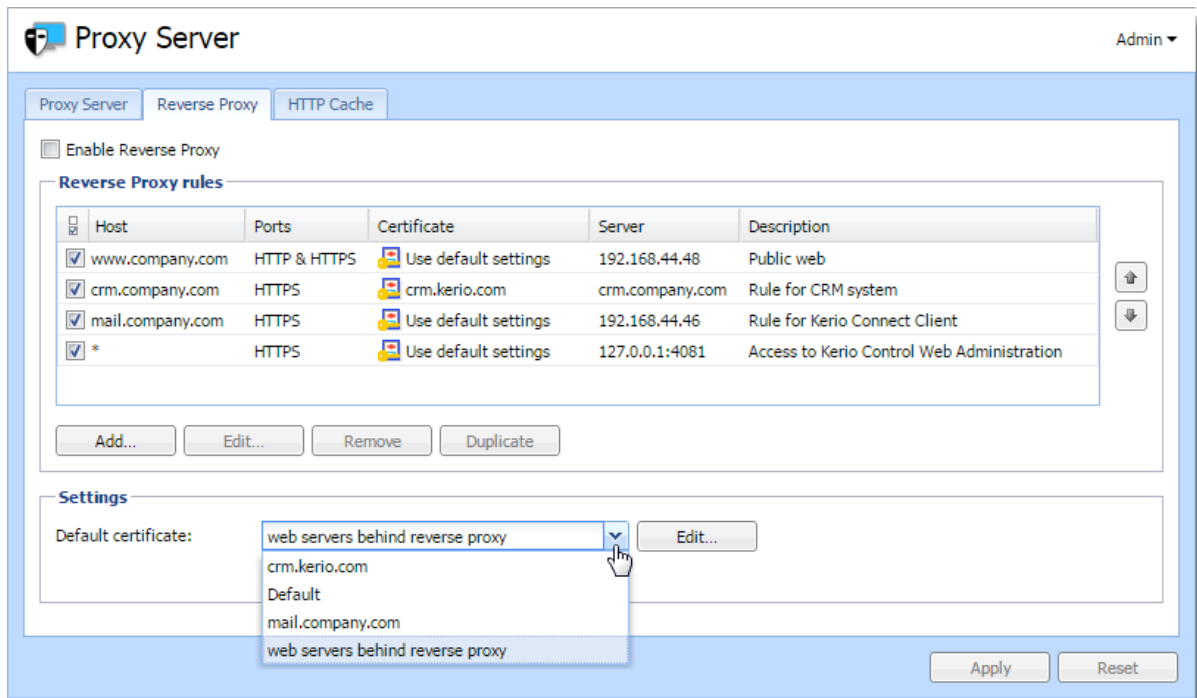 Proxy Server
Admin
Proxy Server Reverse Proxy HTTP Cache
Enable Reverse Proxy
Reverse Proxy rules
Host Ports Certificate Server Description
www.company.com HTTP & HTTPS Use default settings 192.168.44.48 Public web
crm.company.com HTTPS crm.kerio.com crm.company.com Rule for CRM system
mail.company.com HTTPS Use default settings 192.168.44.46 Rule for Kerio Connect Client
* HTTPS Use default settings 127.0.0.1:4081 Access to Kerio Control Web Administration
Add... Edit... Remove Duplicate
Settings
Default certificate: web servers behind reverse proxy Edit...
crm.kerio.com
Default
mail.company.com
web servers behind reverse proxy
Apply Reset